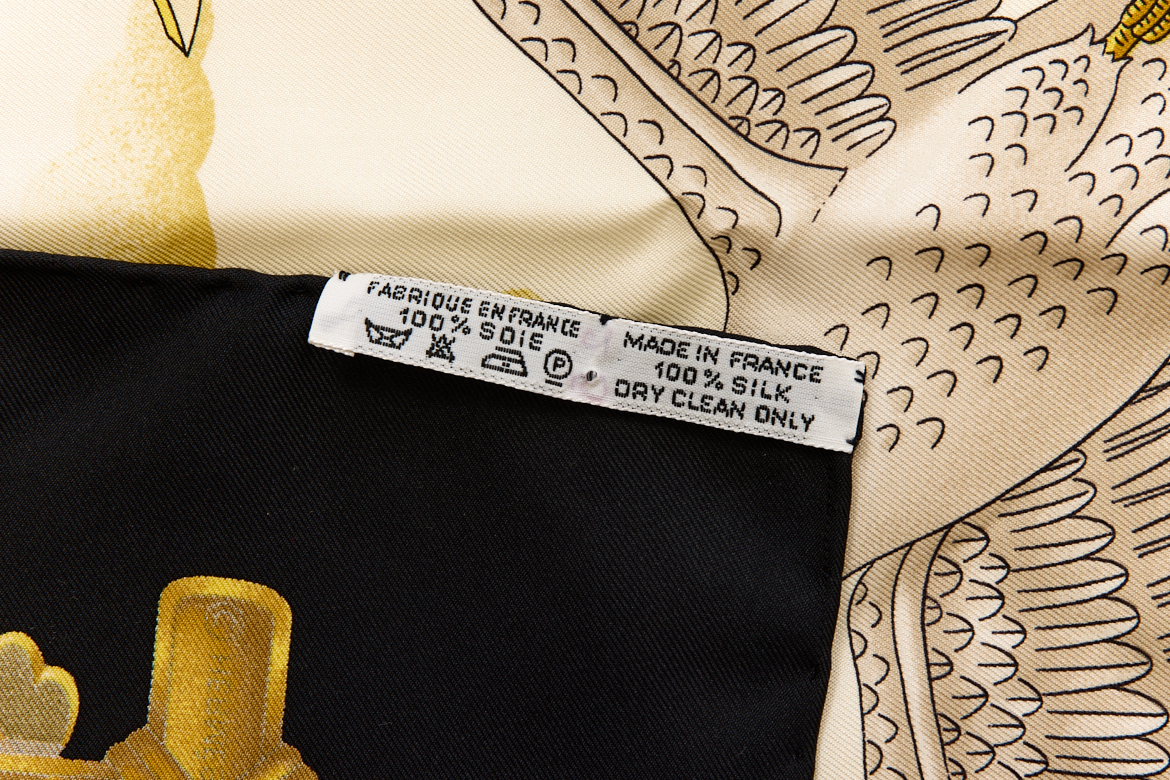 FABRIQUE EN FRANCE
100% SOIE
P
MADE IN FRANCE
100% SILK
DRY CLEAN ONLY